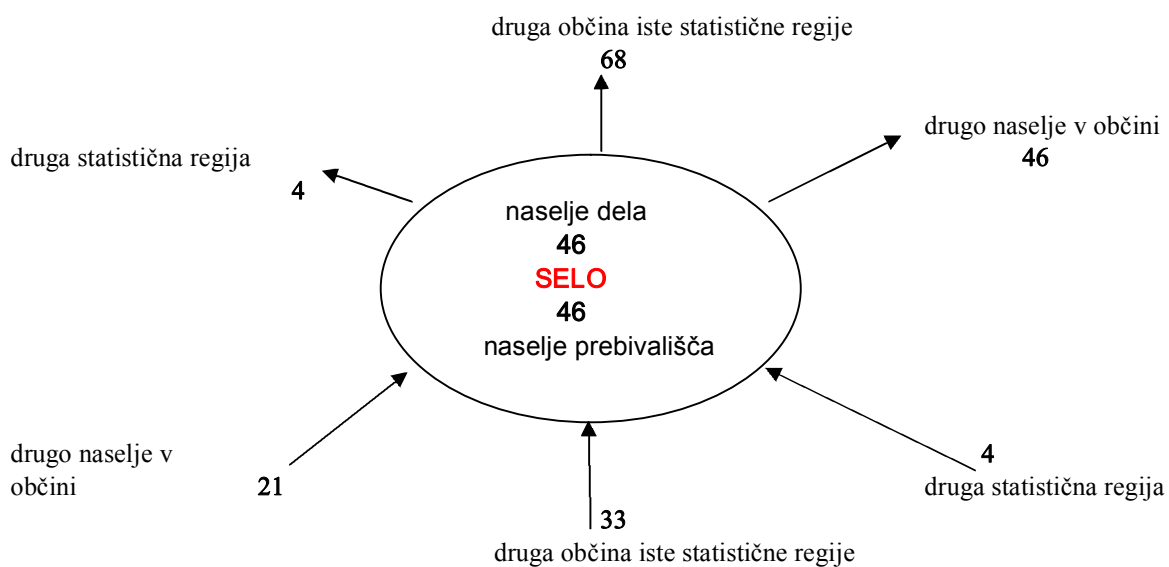 druga občina iste statistične regije
68
drugo naselje v občini
46
druga statistična regija
4
naselje dela
46
SELO
46
naselje prebivališča
drugo naselje v
občini
21
33
druga občina iste statistične regije
4
druga statistična regija